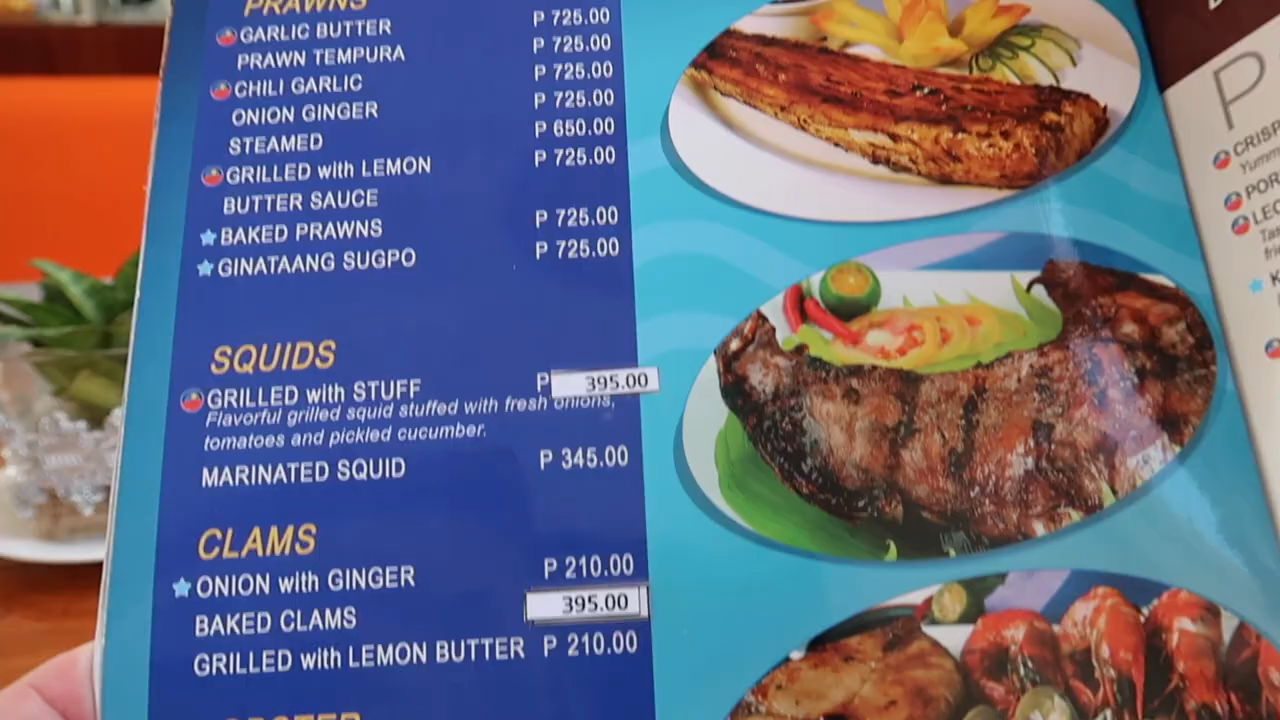 PRAWNS
GARLIC BUTTER P 725.00
PRAWN TEMPURA P 725.00
CHILI GARLIC P 725.00
ONION GINGER P 725.00
STEAMED P 650.00
GRILLED with LEMON P 725.00
BUTTER SAUCE
BAKED PRAWNS P 725.00
GINATAANG SUGPO P 725.00
SQUIDS
GRILLED with STUFF P 395.00
Flavorful grilled squid stuffed with fresh onions,
tomatoes and pickled cucumber.
MARINATED SQUID P 345.00
CLAMS
ONION with GINGER P 210.00
BAKED CLAMS 395.00
GRILLED with LEMON BUTTER P 210.00
P